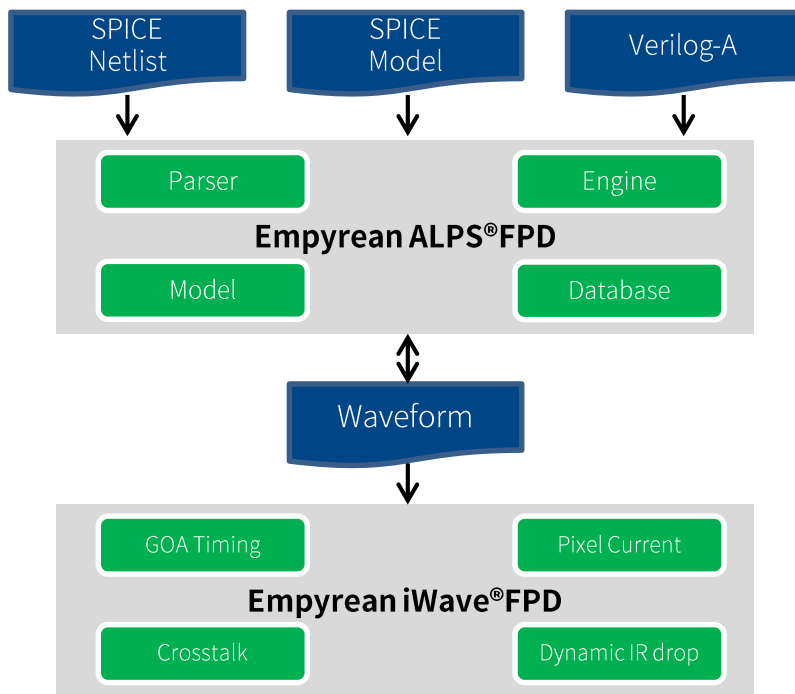 SPICE
Netlist
SPICE
Model
Verilog-A
Parser
Engine
Empyrean ALPS®FPD
Model
Database
Waveform
GOA Timing
Pixel Current
Empyrean iWave®FPD
Crosstalk
Dynamic IR drop